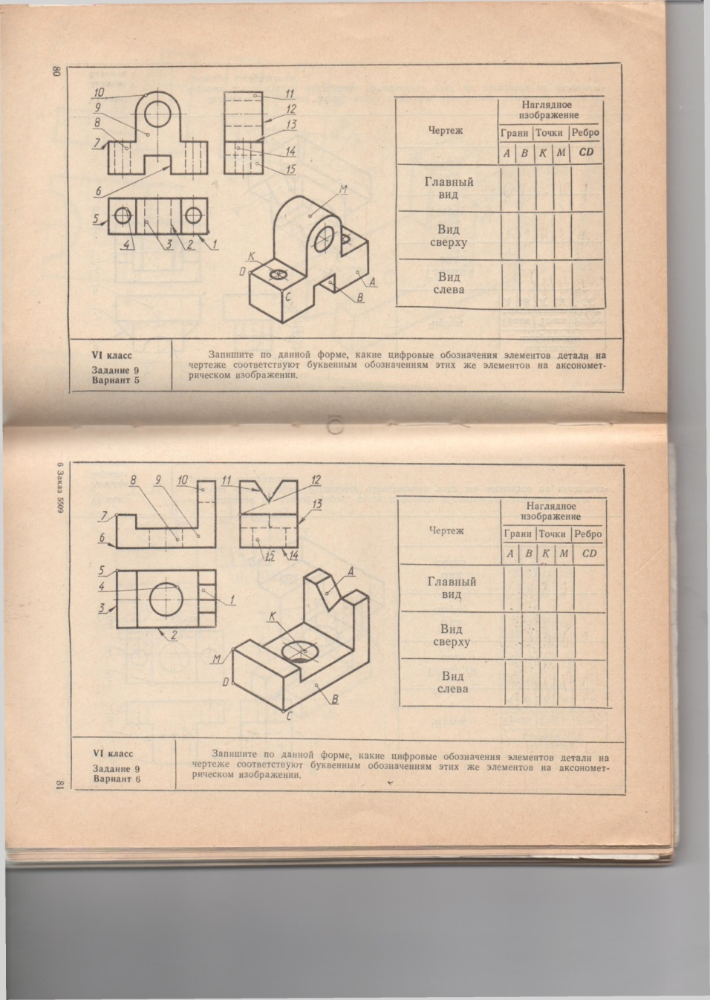 80
10
9
8
7
6
5
4
3
2
1
11
12
13
14
15
M
K
D
C
A
B
Чертеж
Наглядное
изображение
Грани Точки Ребро
A B K M CD
Главный
вид
Вид
сверху
Вид
слева
VI класс
Задание 9
Вариант 5
Запишите по данной форме, какие цифровые обозначения элементов детали на
чертеже соответствуют буквенным обозначениям этих же элементов на аксономет-
рическом изображении.
6 Заказ 5509
8 9 10 11 12
7
13
6
15 14
5
4
3
2
1
A
K
M
D
B
C
Чертеж
Наглядное
изображение
Грани Точки Ребро
A B K M CD
Главный
вид
Вид
сверху
Вид
слева
VI класс
Задание 9
Вариант 6
Запишите по данной форме, какие цифровые обозначения элементов детали на
чертеже соответствуют буквенным обозначениям этих же элементов на аксономет-
рическом изображении.
81